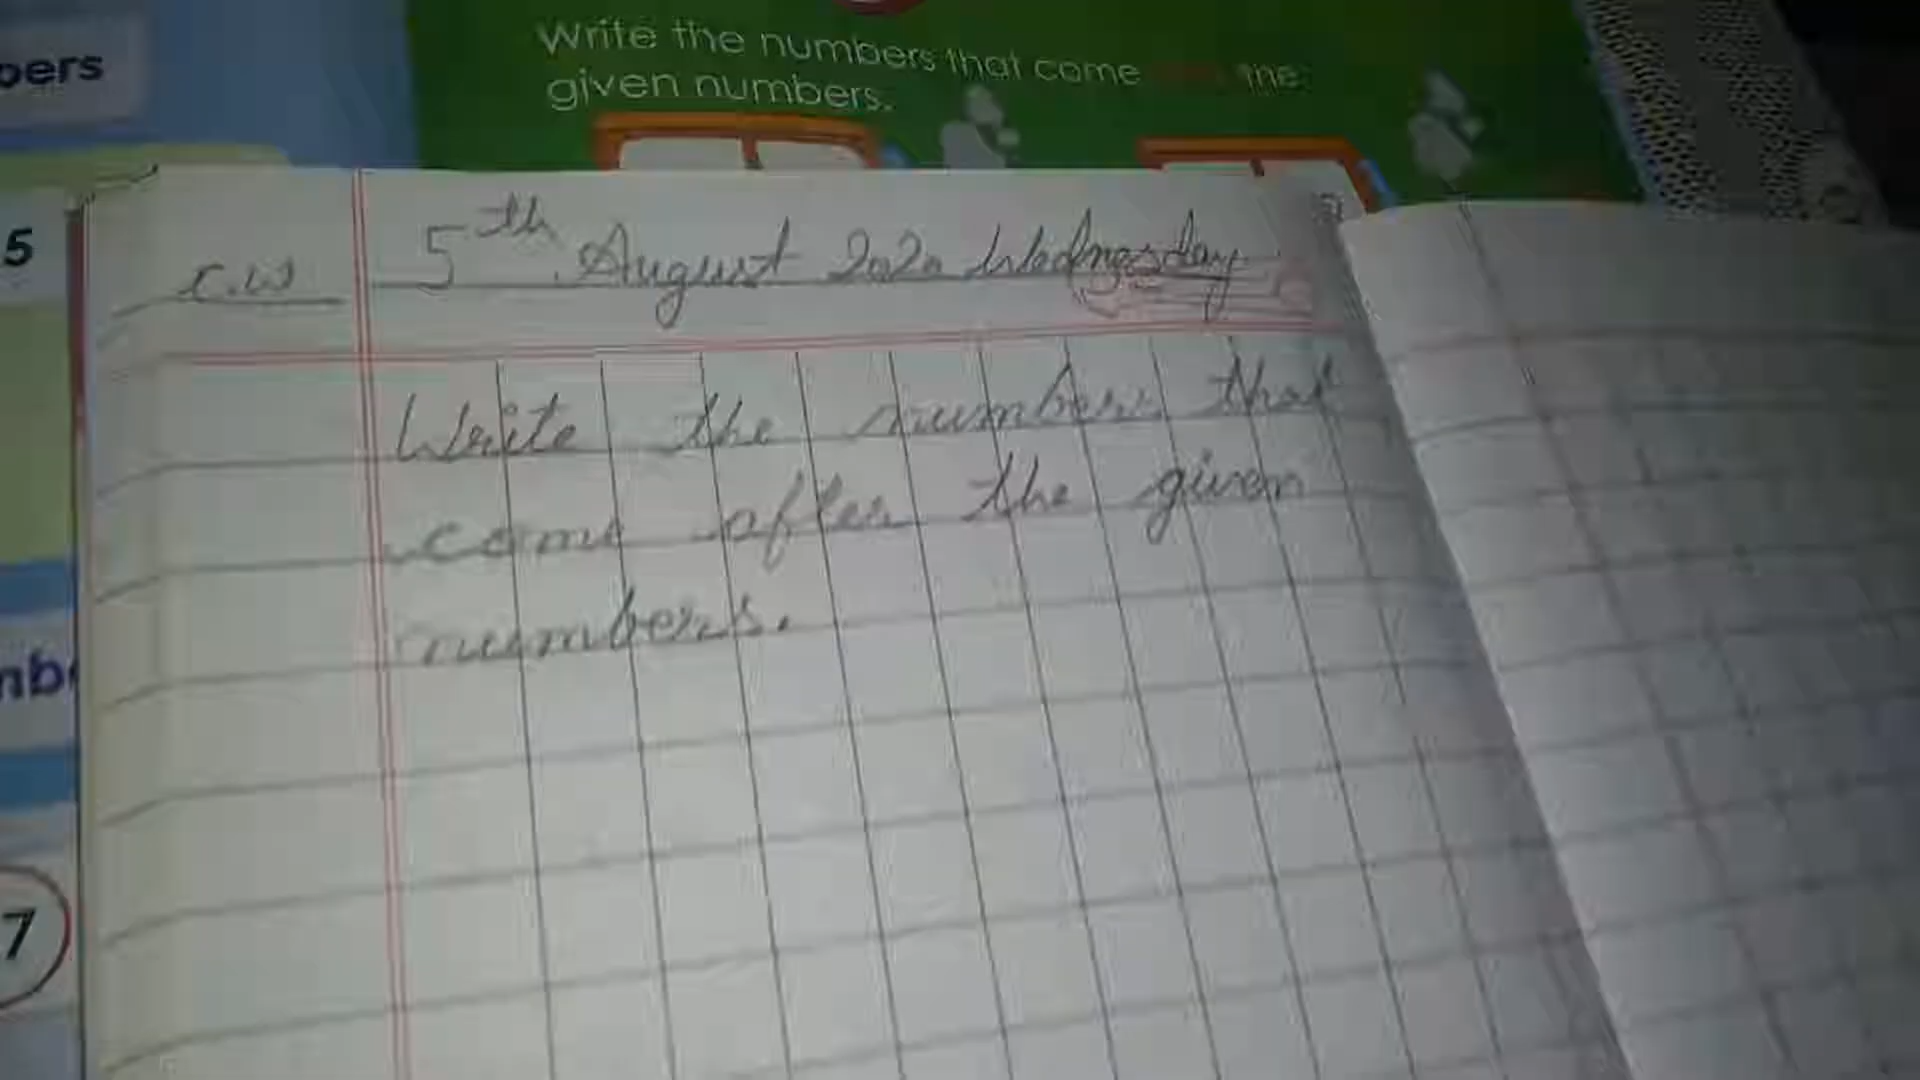 Write the numbers that come the
given numbers.
bers
5
c.w 5th August 2020 Wednesday
Write the numbers that
come after the given
numbers.
7